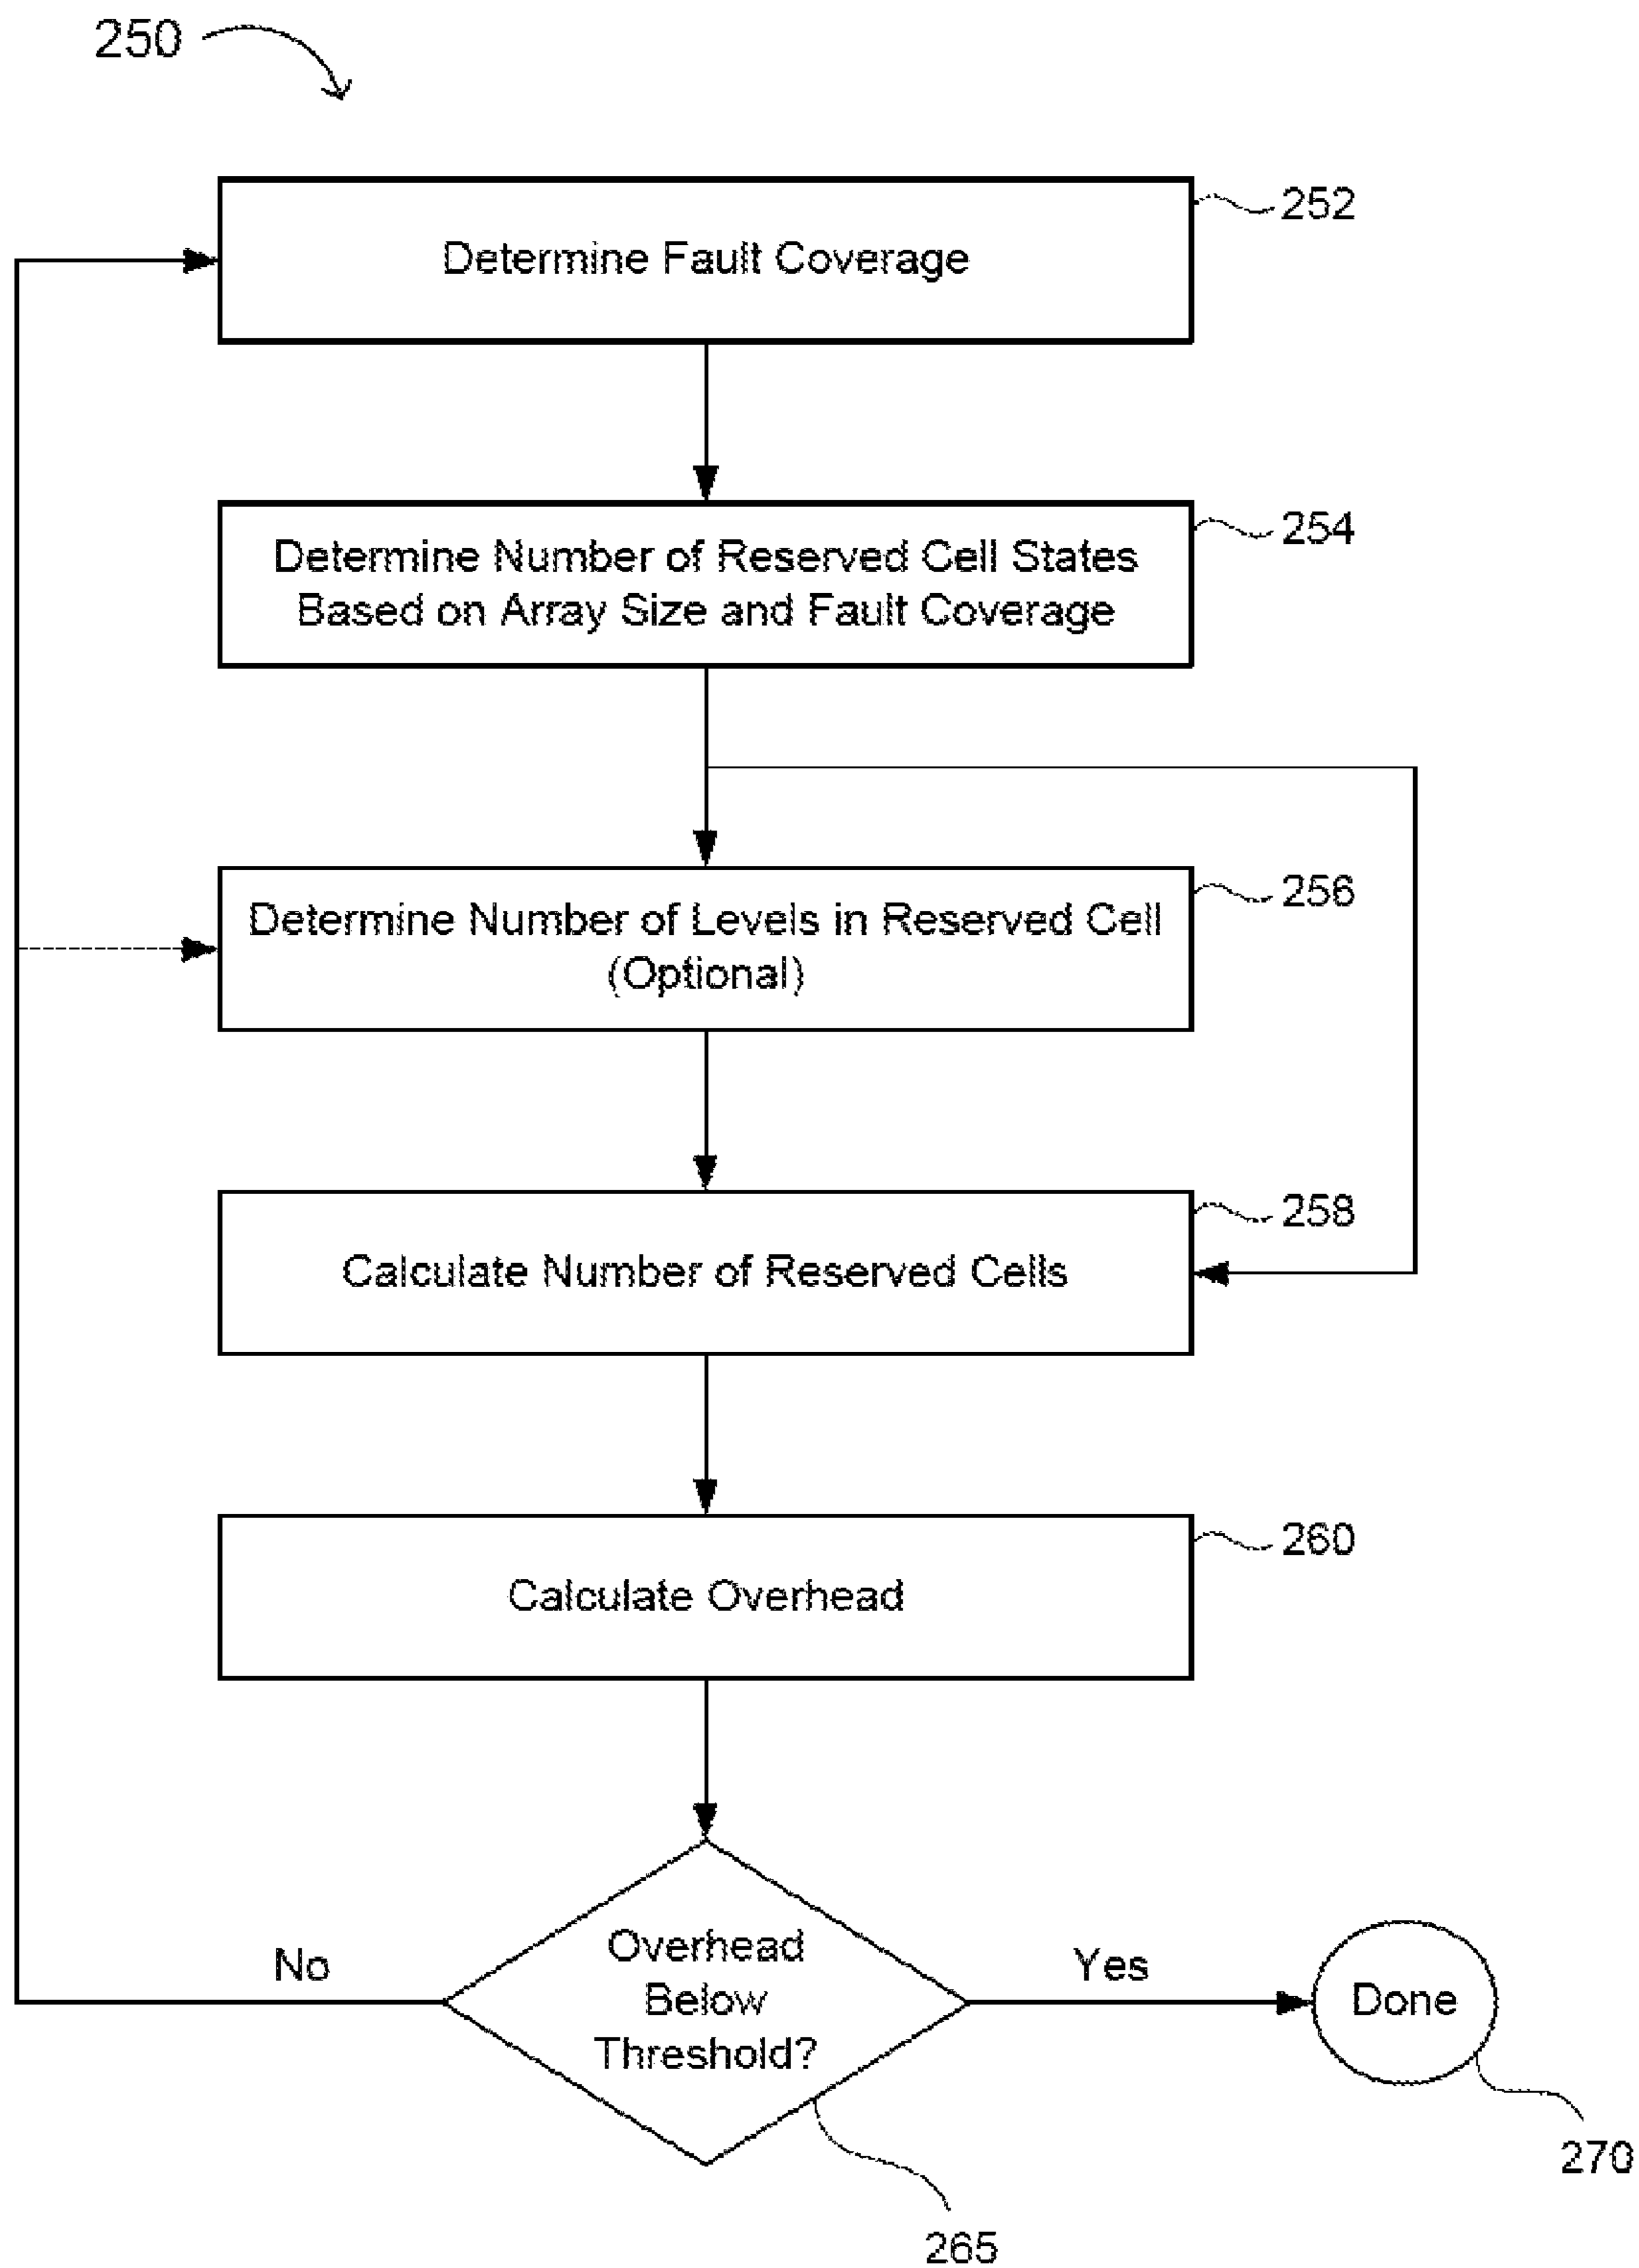 250
252
Determine Fault Coverage
254
Determine Number of Reserved Cell States
Based on Array Size and Fault Coverage
256
Determine Number of Levels in Reserved Cell
(Optional)
258
Calculate Number of Reserved Cells
260
Calculate Overhead
Overhead
Below
Threshold?
No
Yes
Done
270
265